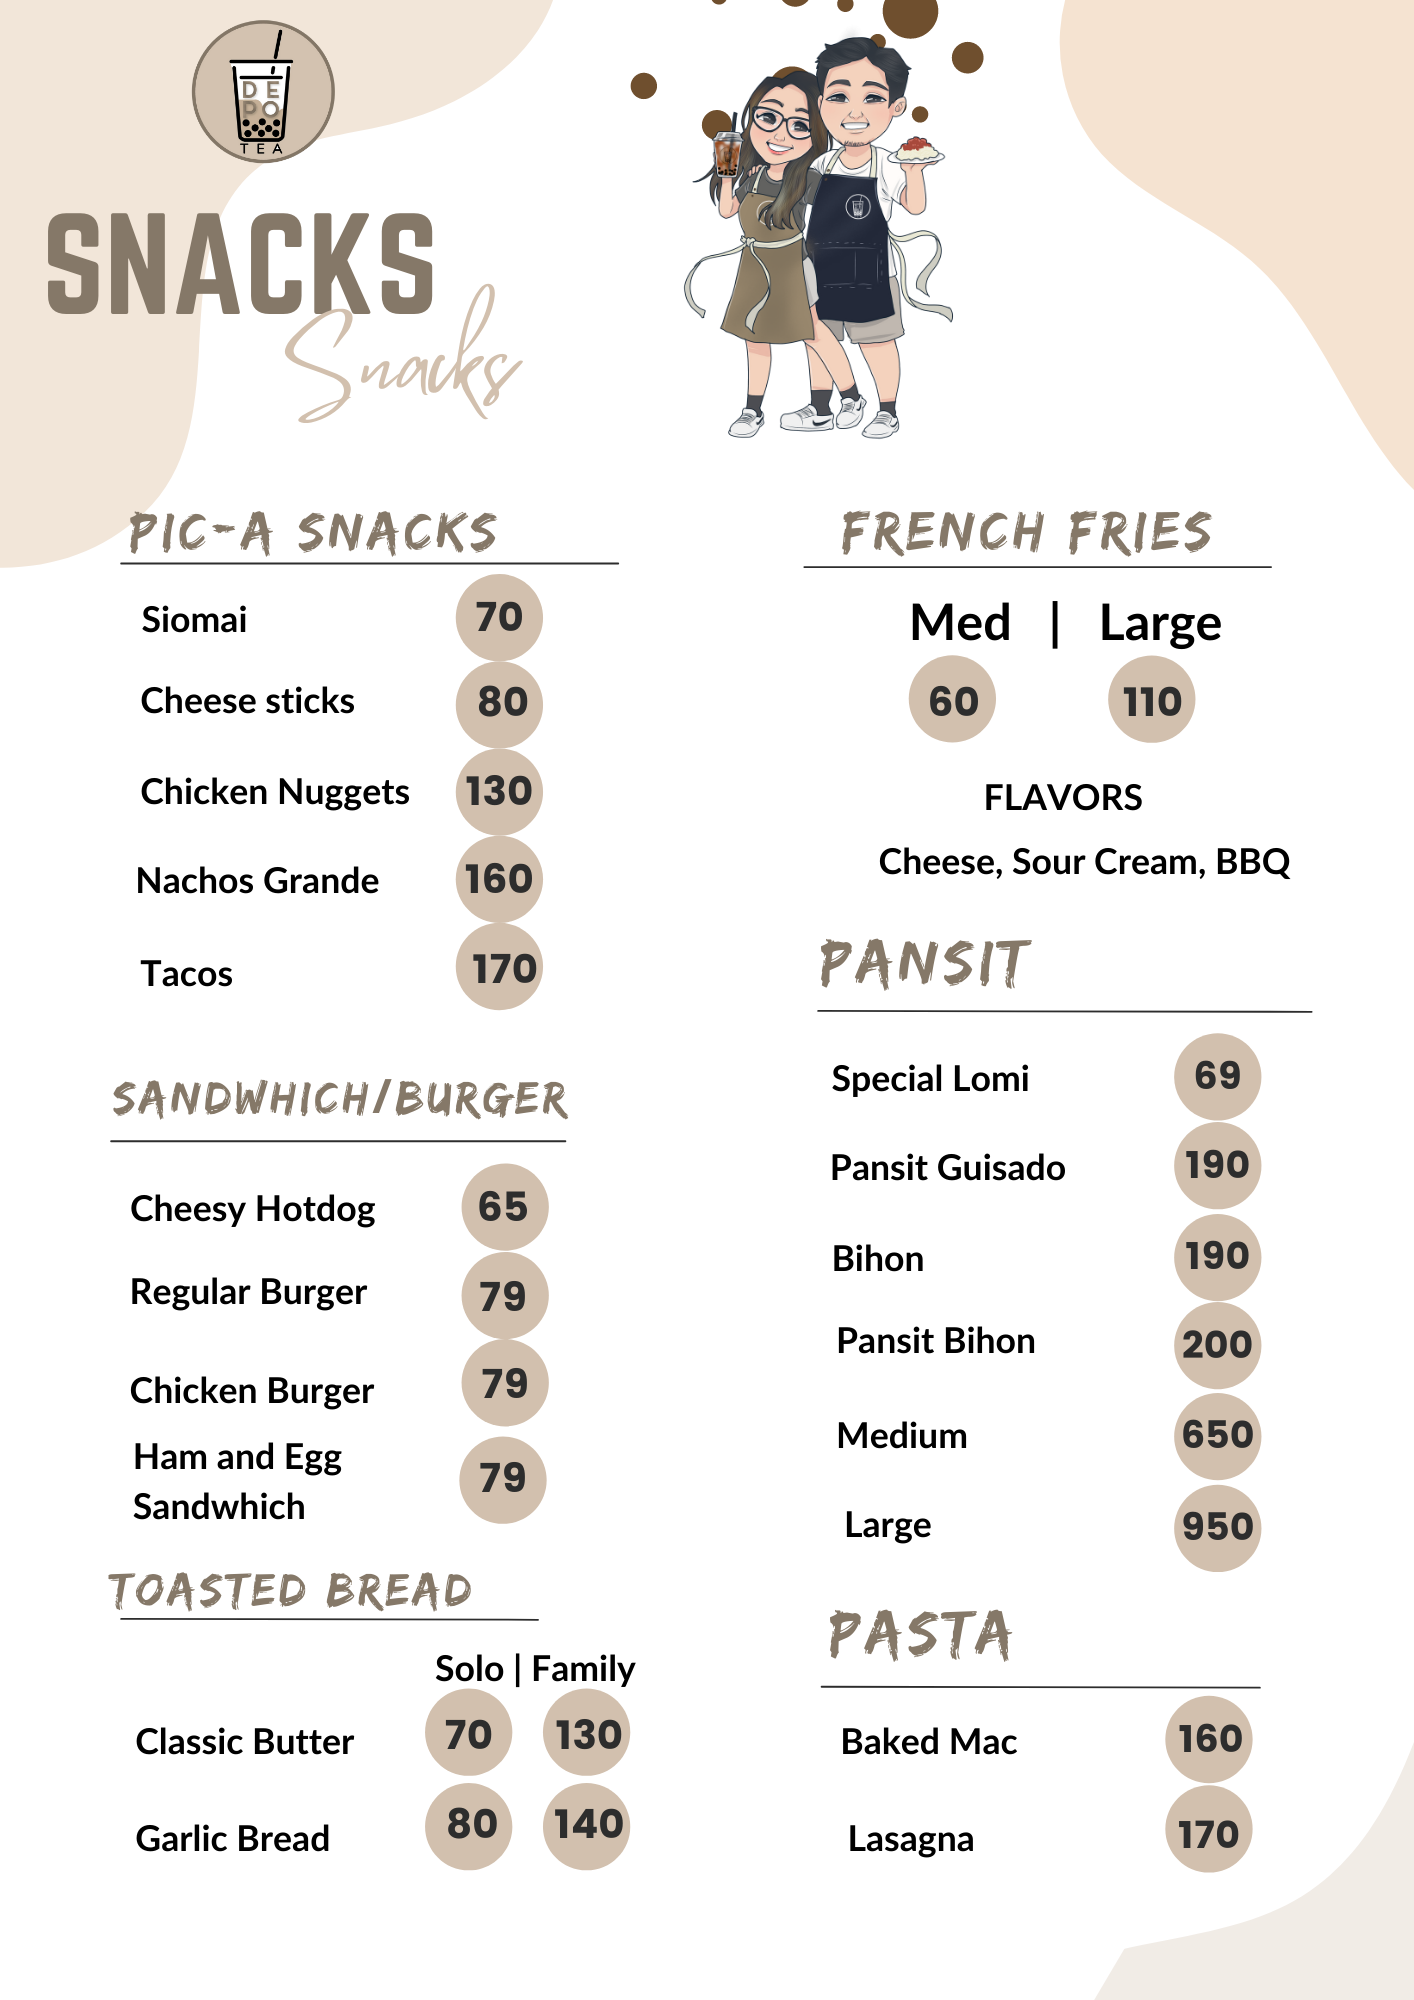 DE
PO
TEA
SNACKS
Snacks
PIC-A SNACKS
Siomai 70
Cheese sticks 80
Chicken Nuggets 130
Nachos Grande 160
Tacos 170
SANDWHICH/BURGER
Cheesy Hotdog 65
Regular Burger 79
Chicken Burger 79
Ham and Egg
Sandwhich 79
TOASTED BREAD
Solo | Family
Classic Butter 70 130
Garlic Bread 80 140
FRENCH FRIES
Med | Large
60 110
FLAVORS
Cheese, Sour Cream, BBQ
PANSIT
Special Lomi 69
Pansit Guisado 190
Bihon 190
Pansit Bihon 200
Medium 650
Large 950
PASTA
Baked Mac 160
Lasagna 170